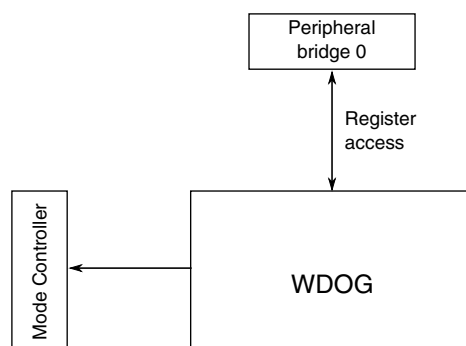 Peripheral
bridge 0
Register
access
Mode Controller
WDOG